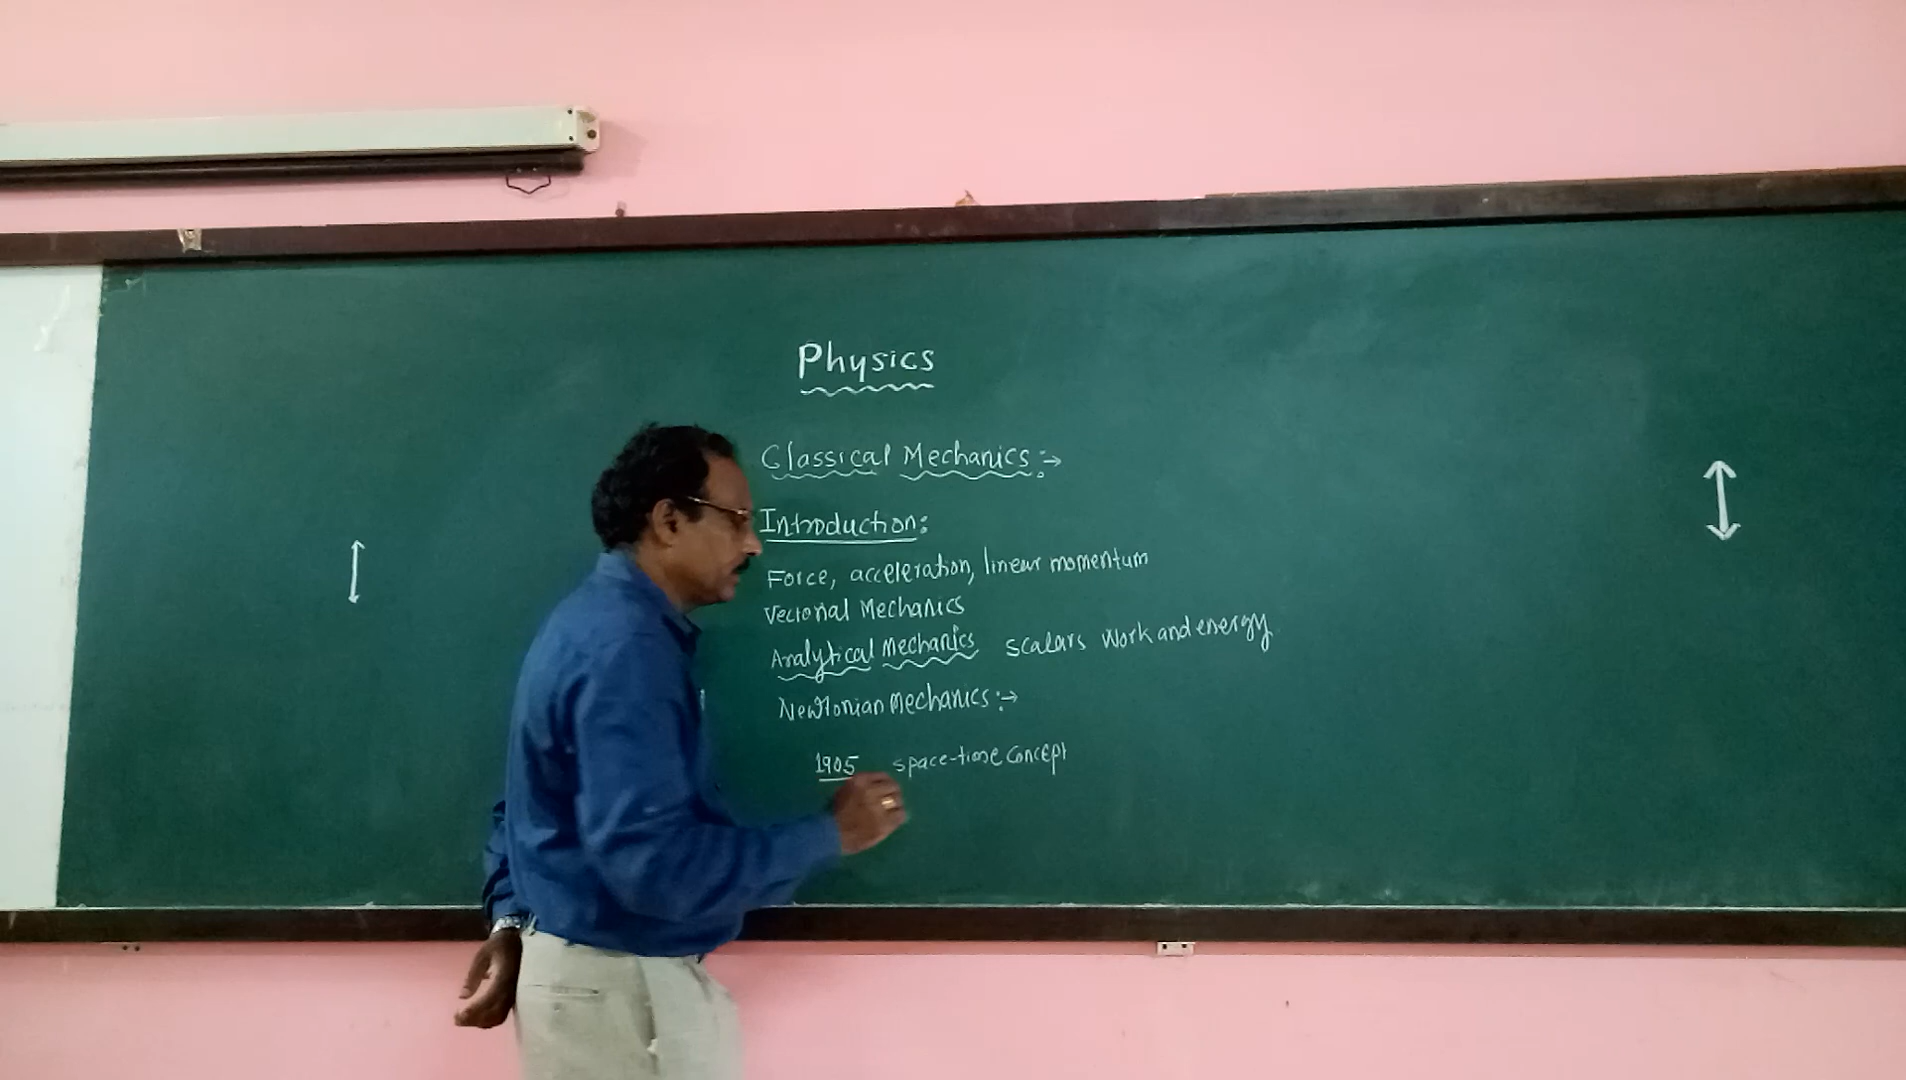 Physics
Classical Mechanics:→
Introduction:
Force, acceleration, linear momentum
Vectorial Mechanics
Analytical Mechanics scalars Work and energy
Newtonian Mechanics:→
1905 space-time concept